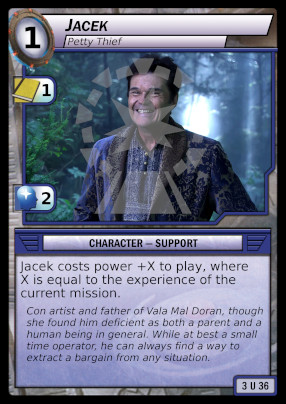 1
JACEK
Petty Thief
1
2
CHARACTER – SUPPORT
Jacek costs power +X to play, where
X is equal to the experience of the
current mission.
Con artist and father of Vala Mal Doran, though
she found him deficient as both a parent and a
human being in general. While at best a small
time operator, he can always find a way to
extract a bargain from any situation.
3 U 36